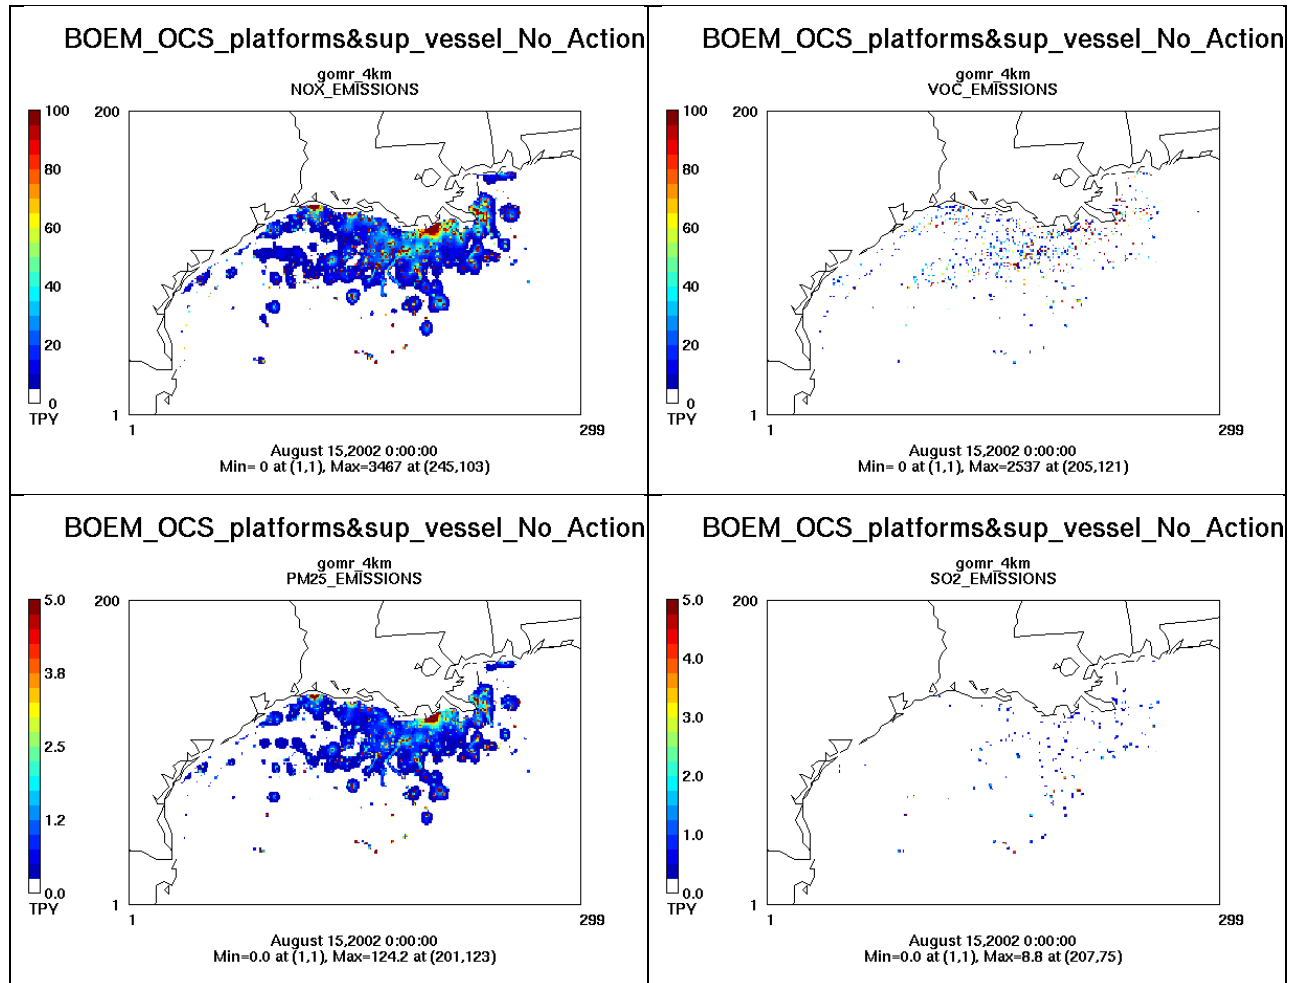 BOEM_OCS_platforms&sup_vessel_No_Action
gomr_4km
NOX_EMISSIONS
100
80
60
40
20
0
TPY
200
1
1
299
August 15,2002 0:00:00
Min= 0 at (1,1), Max=3467 at (245,103)
BOEM_OCS_platforms&sup_vessel_No_Action
gomr_4km
VOC_EMISSIONS
100
80
60
40
20
0
TPY
200
1
1
299
August 15,2002 0:00:00
Min= 0 at (1,1), Max=2537 at (205,121)
BOEM_OCS_platforms&sup_vessel_No_Action
gomr_4km
PM25_EMISSIONS
5.0
3.8
2.5
1.2
0.0
TPY
200
1
1
299
August 15,2002 0:00:00
Min=0.0 at (1,1), Max=124.2 at (201,123)
BOEM_OCS_platforms&sup_vessel_No_Action
gomr_4km
SO2_EMISSIONS
5.0
4.0
3.0
2.0
1.0
0.0
TPY
200
1
1
299
August 15,2002 0:00:00
Min=0.0 at (1,1), Max=8.8 at (207,75)